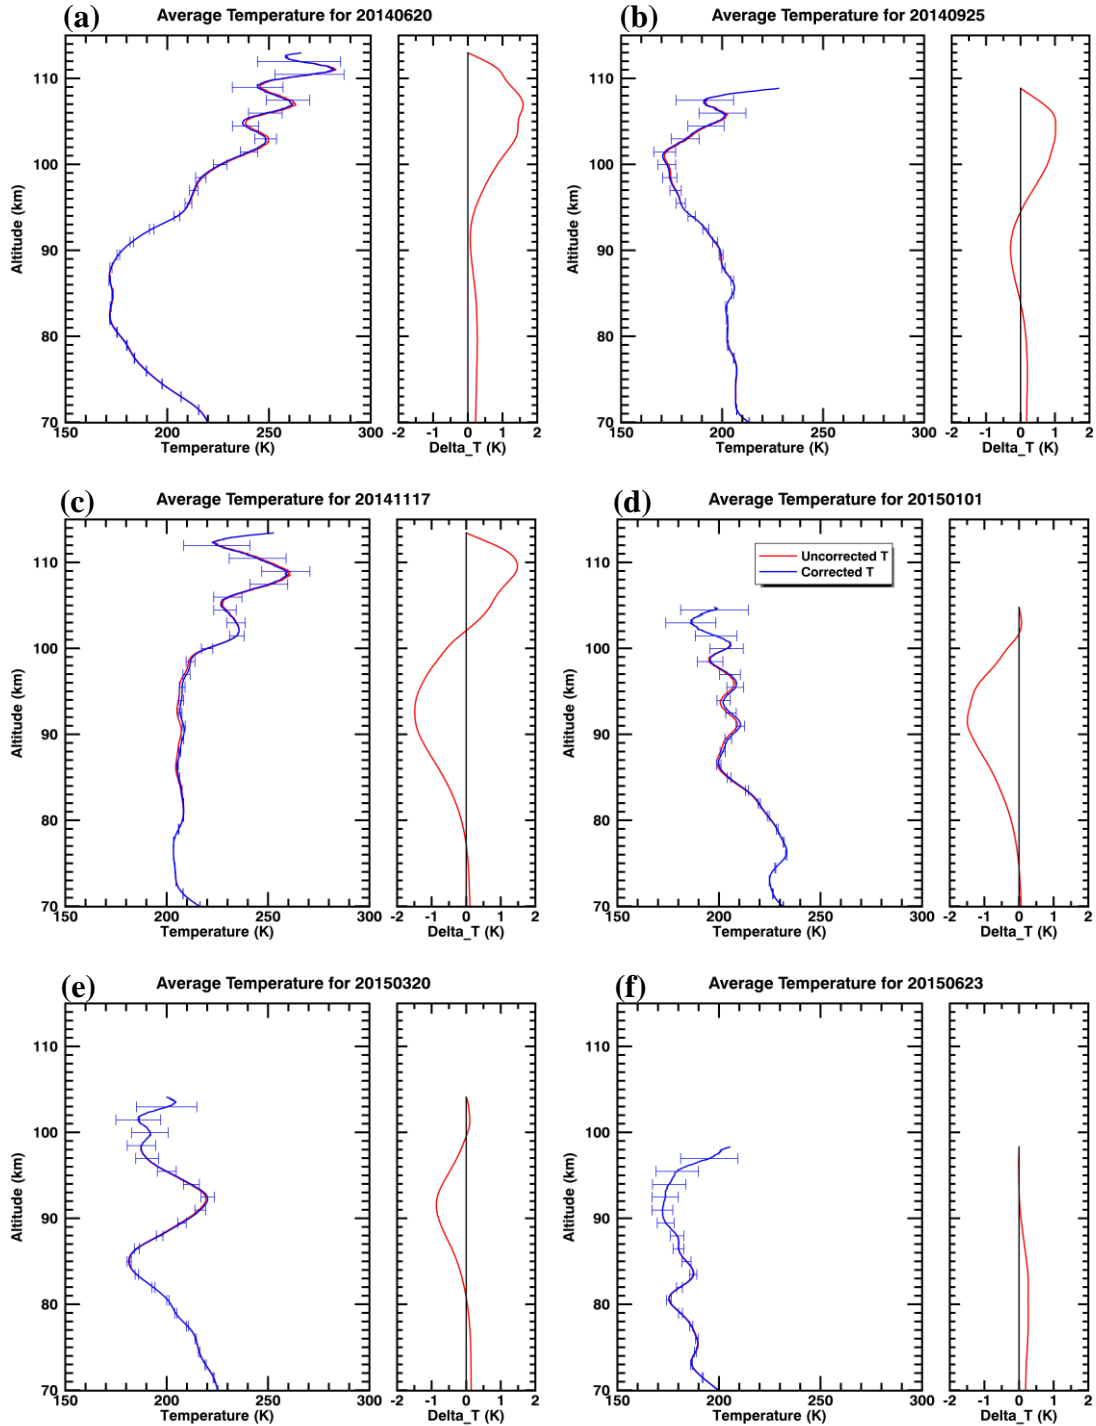 (a) Average Temperature for 20140620
110
100
90
80
70
Altitude (km)
150 200 250 300
Temperature (K)
-2 -1 0 1 2
Delta_T (K)
(b) Average Temperature for 20140925
110
100
90
80
70
Altitude (km)
150 200 250 300
Temperature (K)
-2 -1 0 1 2
Delta_T (K)
(c) Average Temperature for 20141117
110
100
90
80
70
Altitude (km)
150 200 250 300
Temperature (K)
-2 -1 0 1 2
Delta_T (K)
(d) Average Temperature for 20150101
Uncorrected T
Corrected T
110
100
90
80
70
Altitude (km)
150 200 250 300
Temperature (K)
-2 -1 0 1 2
Delta_T (K)
(e) Average Temperature for 20150320
110
100
90
80
70
Altitude (km)
150 200 250 300
Temperature (K)
-2 -1 0 1 2
Delta_T (K)
(f) Average Temperature for 20150623
110
100
90
80
70
Altitude (km)
150 200 250 300
Temperature (K)
-2 -1 0 1 2
Delta_T (K)